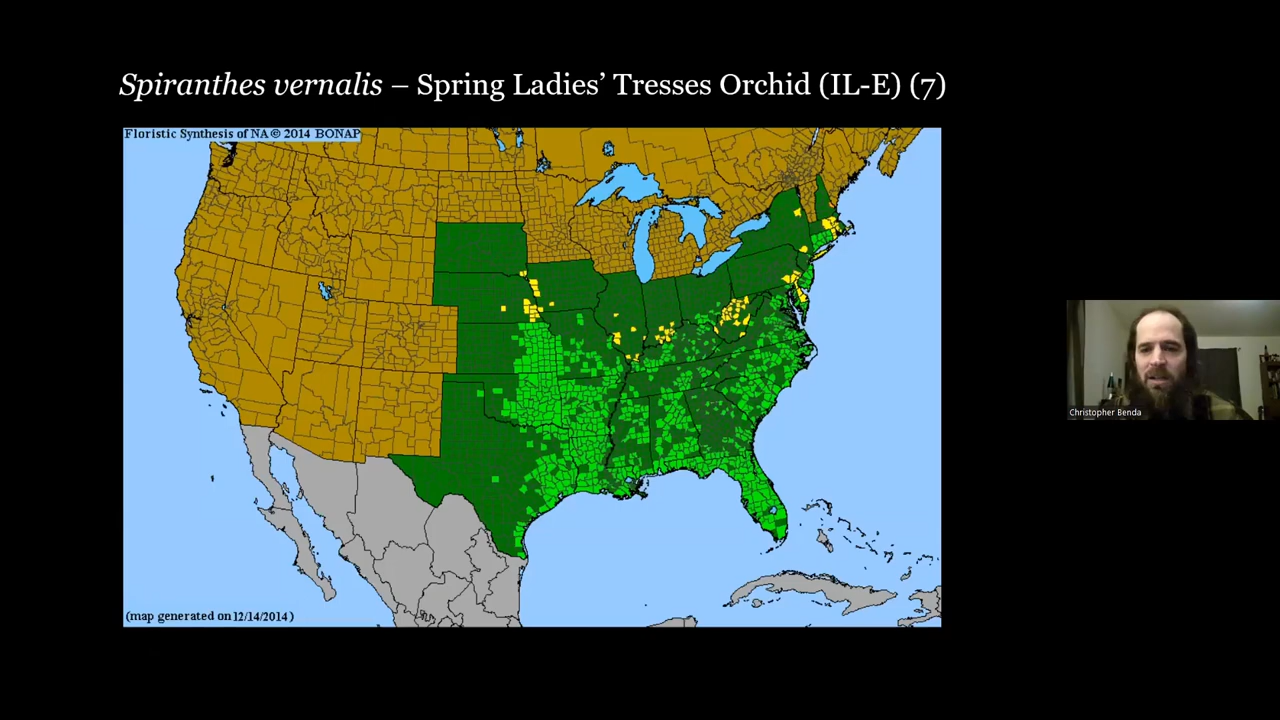 Spiranthes vernalis – Spring Ladies’ Tresses Orchid (IL-E) (7)
Floristic Synthesis of NA © 2014 BONAP
Christopher Benda
(map generated on 12/14/2014 )